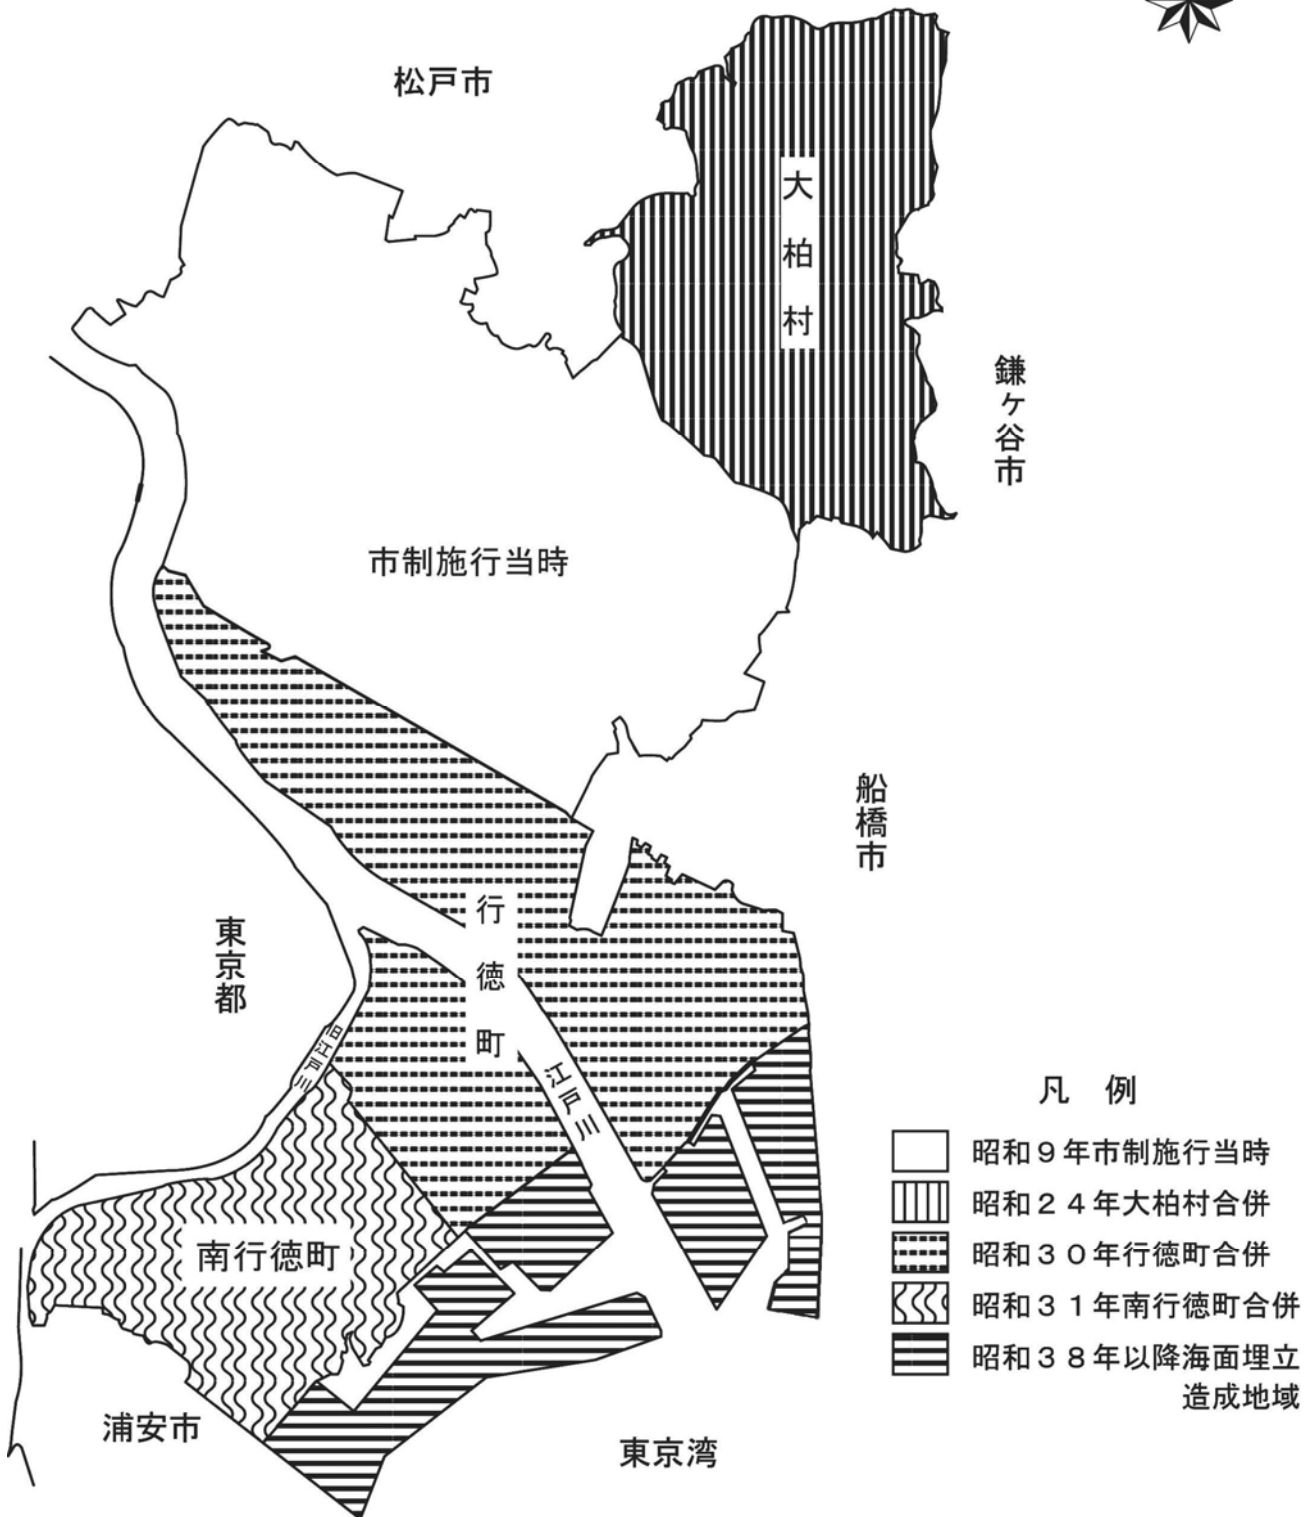 松戸市
大柏村
鎌ヶ谷市
市制施行当時
船橋市
行徳町
東京都
旧江戸川
江戸川
南行徳町
浦安市
東京湾
凡 例
昭和９年市制施行当時
昭和２４年大柏村合併
昭和３０年行徳町合併
昭和３１年南行徳町合併
昭和３８年以降海面埋立
造成地域